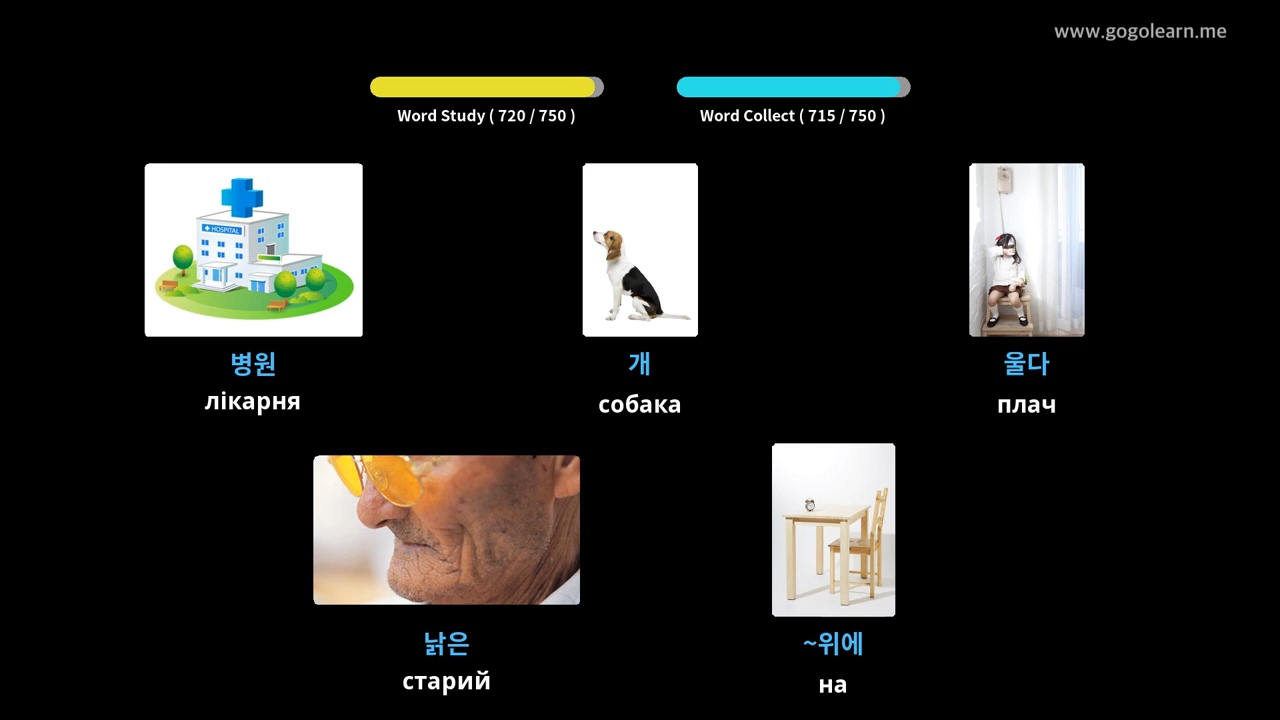 www.gogolearn.me
Word Study ( 720 / 750 )
Word Collect ( 715 / 750 )
HOSPITAL
병원
개
울다
лікарня
собака
плач
낡은
~위에
старий
на